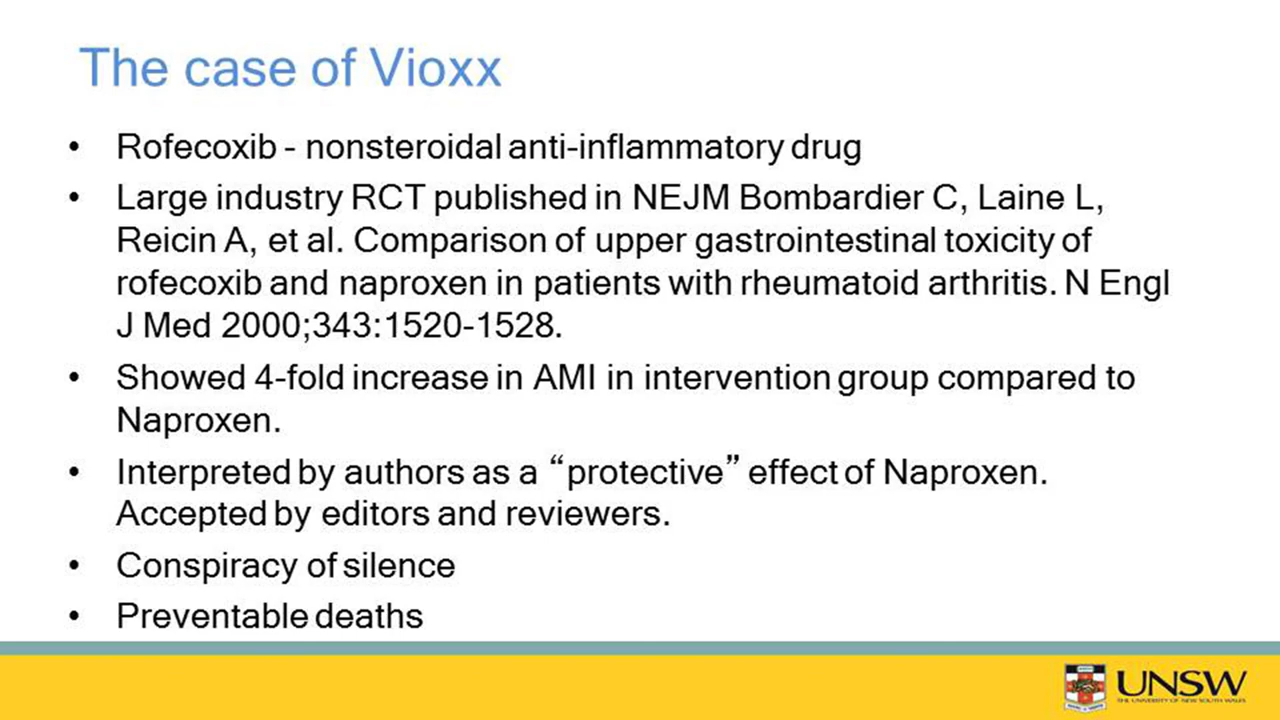 The case of Vioxx
• Rofecoxib - nonsteroidal anti-inflammatory drug
• Large industry RCT published in NEJM Bombardier C, Laine L,
Reicin A, et al. Comparison of upper gastrointestinal toxicity of
rofecoxib and naproxen in patients with rheumatoid arthritis. N Engl
J Med 2000;343:1520-1528.
• Showed 4-fold increase in AMI in intervention group compared to
Naproxen.
• Interpreted by authors as a “protective” effect of Naproxen.
Accepted by editors and reviewers.
• Conspiracy of silence
• Preventable deaths
UNSW
THE UNIVERSITY OF NEW SOUTH WALES